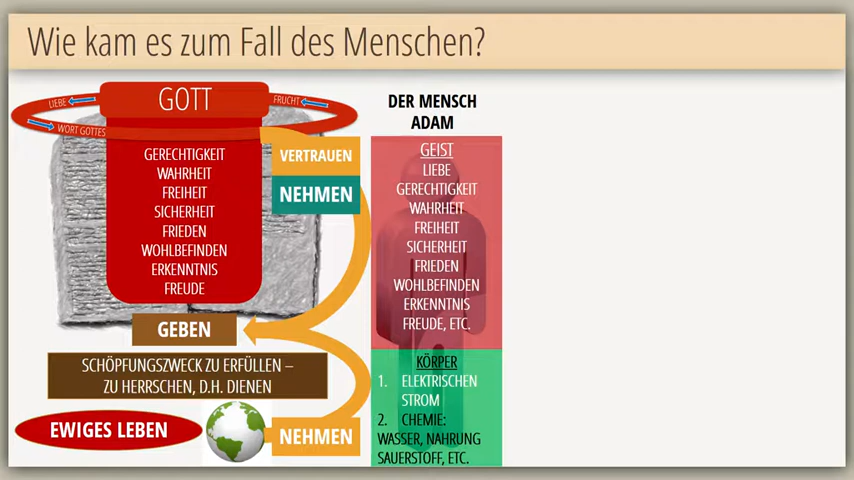 Wie kam es zum Fall des Menschen?
GOTT
LIEBE
FRUCHT
WORT GOTTES
GERECHTIGKEIT
WAHRHEIT
FREIHEIT
SICHERHEIT
FRIEDEN
WOHLBEFINDEN
ERKENNTNIS
FREUDE
VERTRAUEN
NEHMEN
GEBEN
SCHÖPFUNGSZWECK ZU ERFÜLLEN –
ZU HERRSCHEN, D.H. DIENEN
EWIGES LEBEN
NEHMEN
DER MENSCH
ADAM
GEIST
LIEBE
GERECHTIGKEIT
WAHRHEIT
FREIHEIT
SICHERHEIT
FRIEDEN
WOHLBEFINDEN
ERKENNTNIS
FREUDE, ETC.
KÖRPER
1. ELEKTRISCHEN
STROM
2. CHEMIE:
WASSER, NAHRUNG
SAUERSTOFF, ETC.